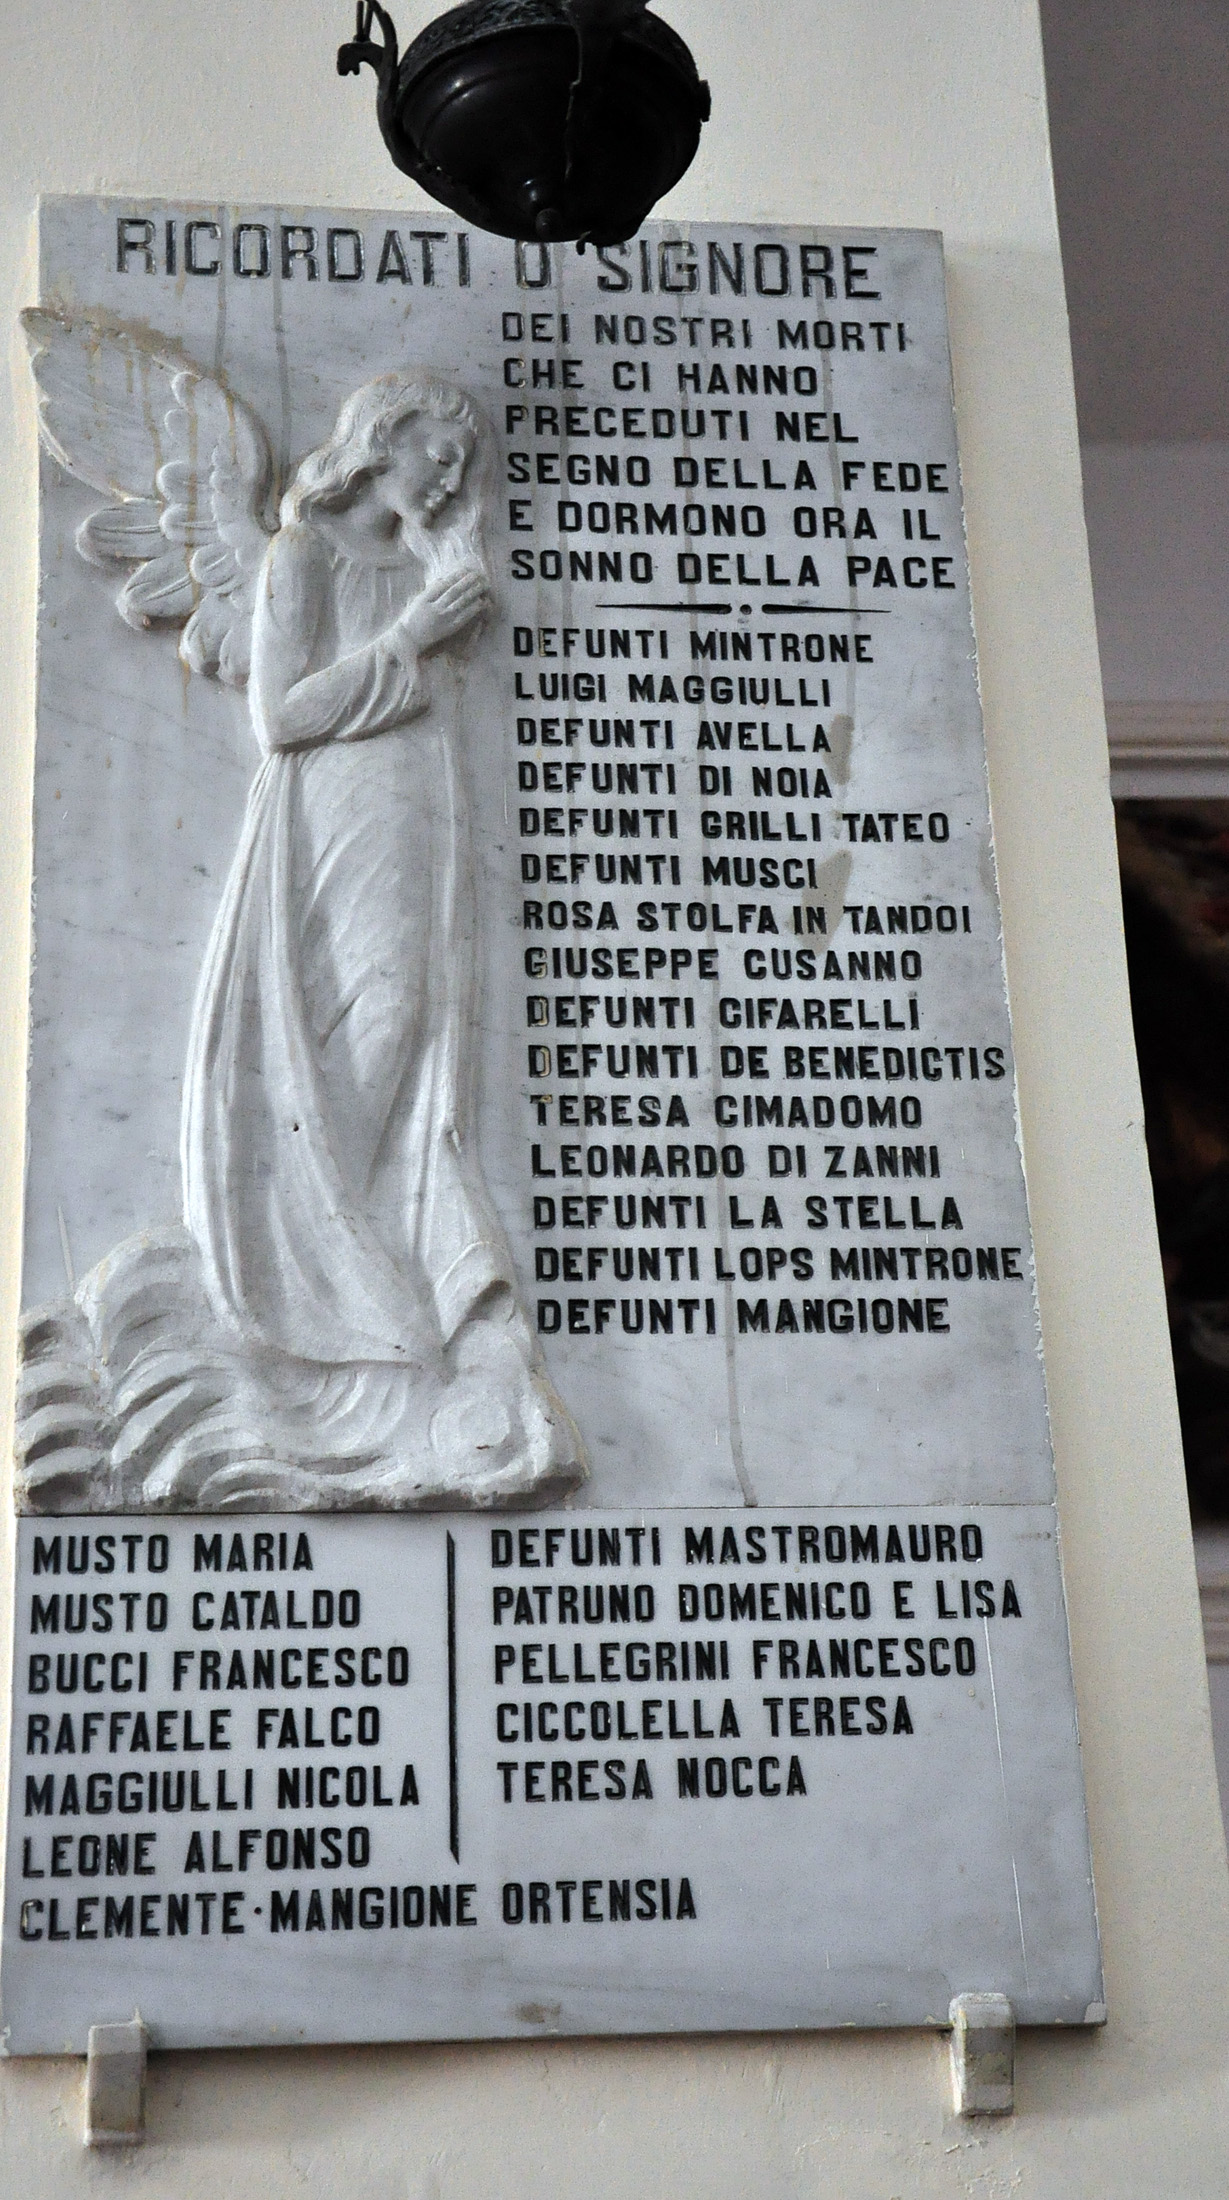 RICORDATI O SIGNORE
DEI NOSTRI MORTI
CHE CI HANNO
PRECEDUTI NEL
SEGNO DELLA FEDE
E DORMONO ORA IL
SONNO DELLA PACE
DEFUNTI MINTRONE
LUIGI MAGGIULLI
DEFUNTI AVELLA
DEFUNTI DI NOIA
DEFUNTI GRILLI TATEO
DEFUNTI MUSCI
ROSA STOLFA IN TANDOI
GIUSEPPE CUSANNO
DEFUNTI CIFARELLI
DEFUNTI DE BENEDICTIS
TERESA CIMADOMO
LEONARDO DI ZANNI
DEFUNTI LA STELLA
DEFUNTI LOPS MINTRONE
DEFUNTI MANGIONE
MUSTO MARIA
MUSTO CATALDO
BUCCI FRANCESCO
RAFFAELE FALCO
MAGGIULLI NICOLA
LEONE ALFONSO
CLEMENTE·MANGIONE ORTENSIA
DEFUNTI MASTROMAURO
PATRUNO DOMENICO E LISA
PELLEGRINI FRANCESCO
CICCOLELLA TERESA
TERESA NOCCA